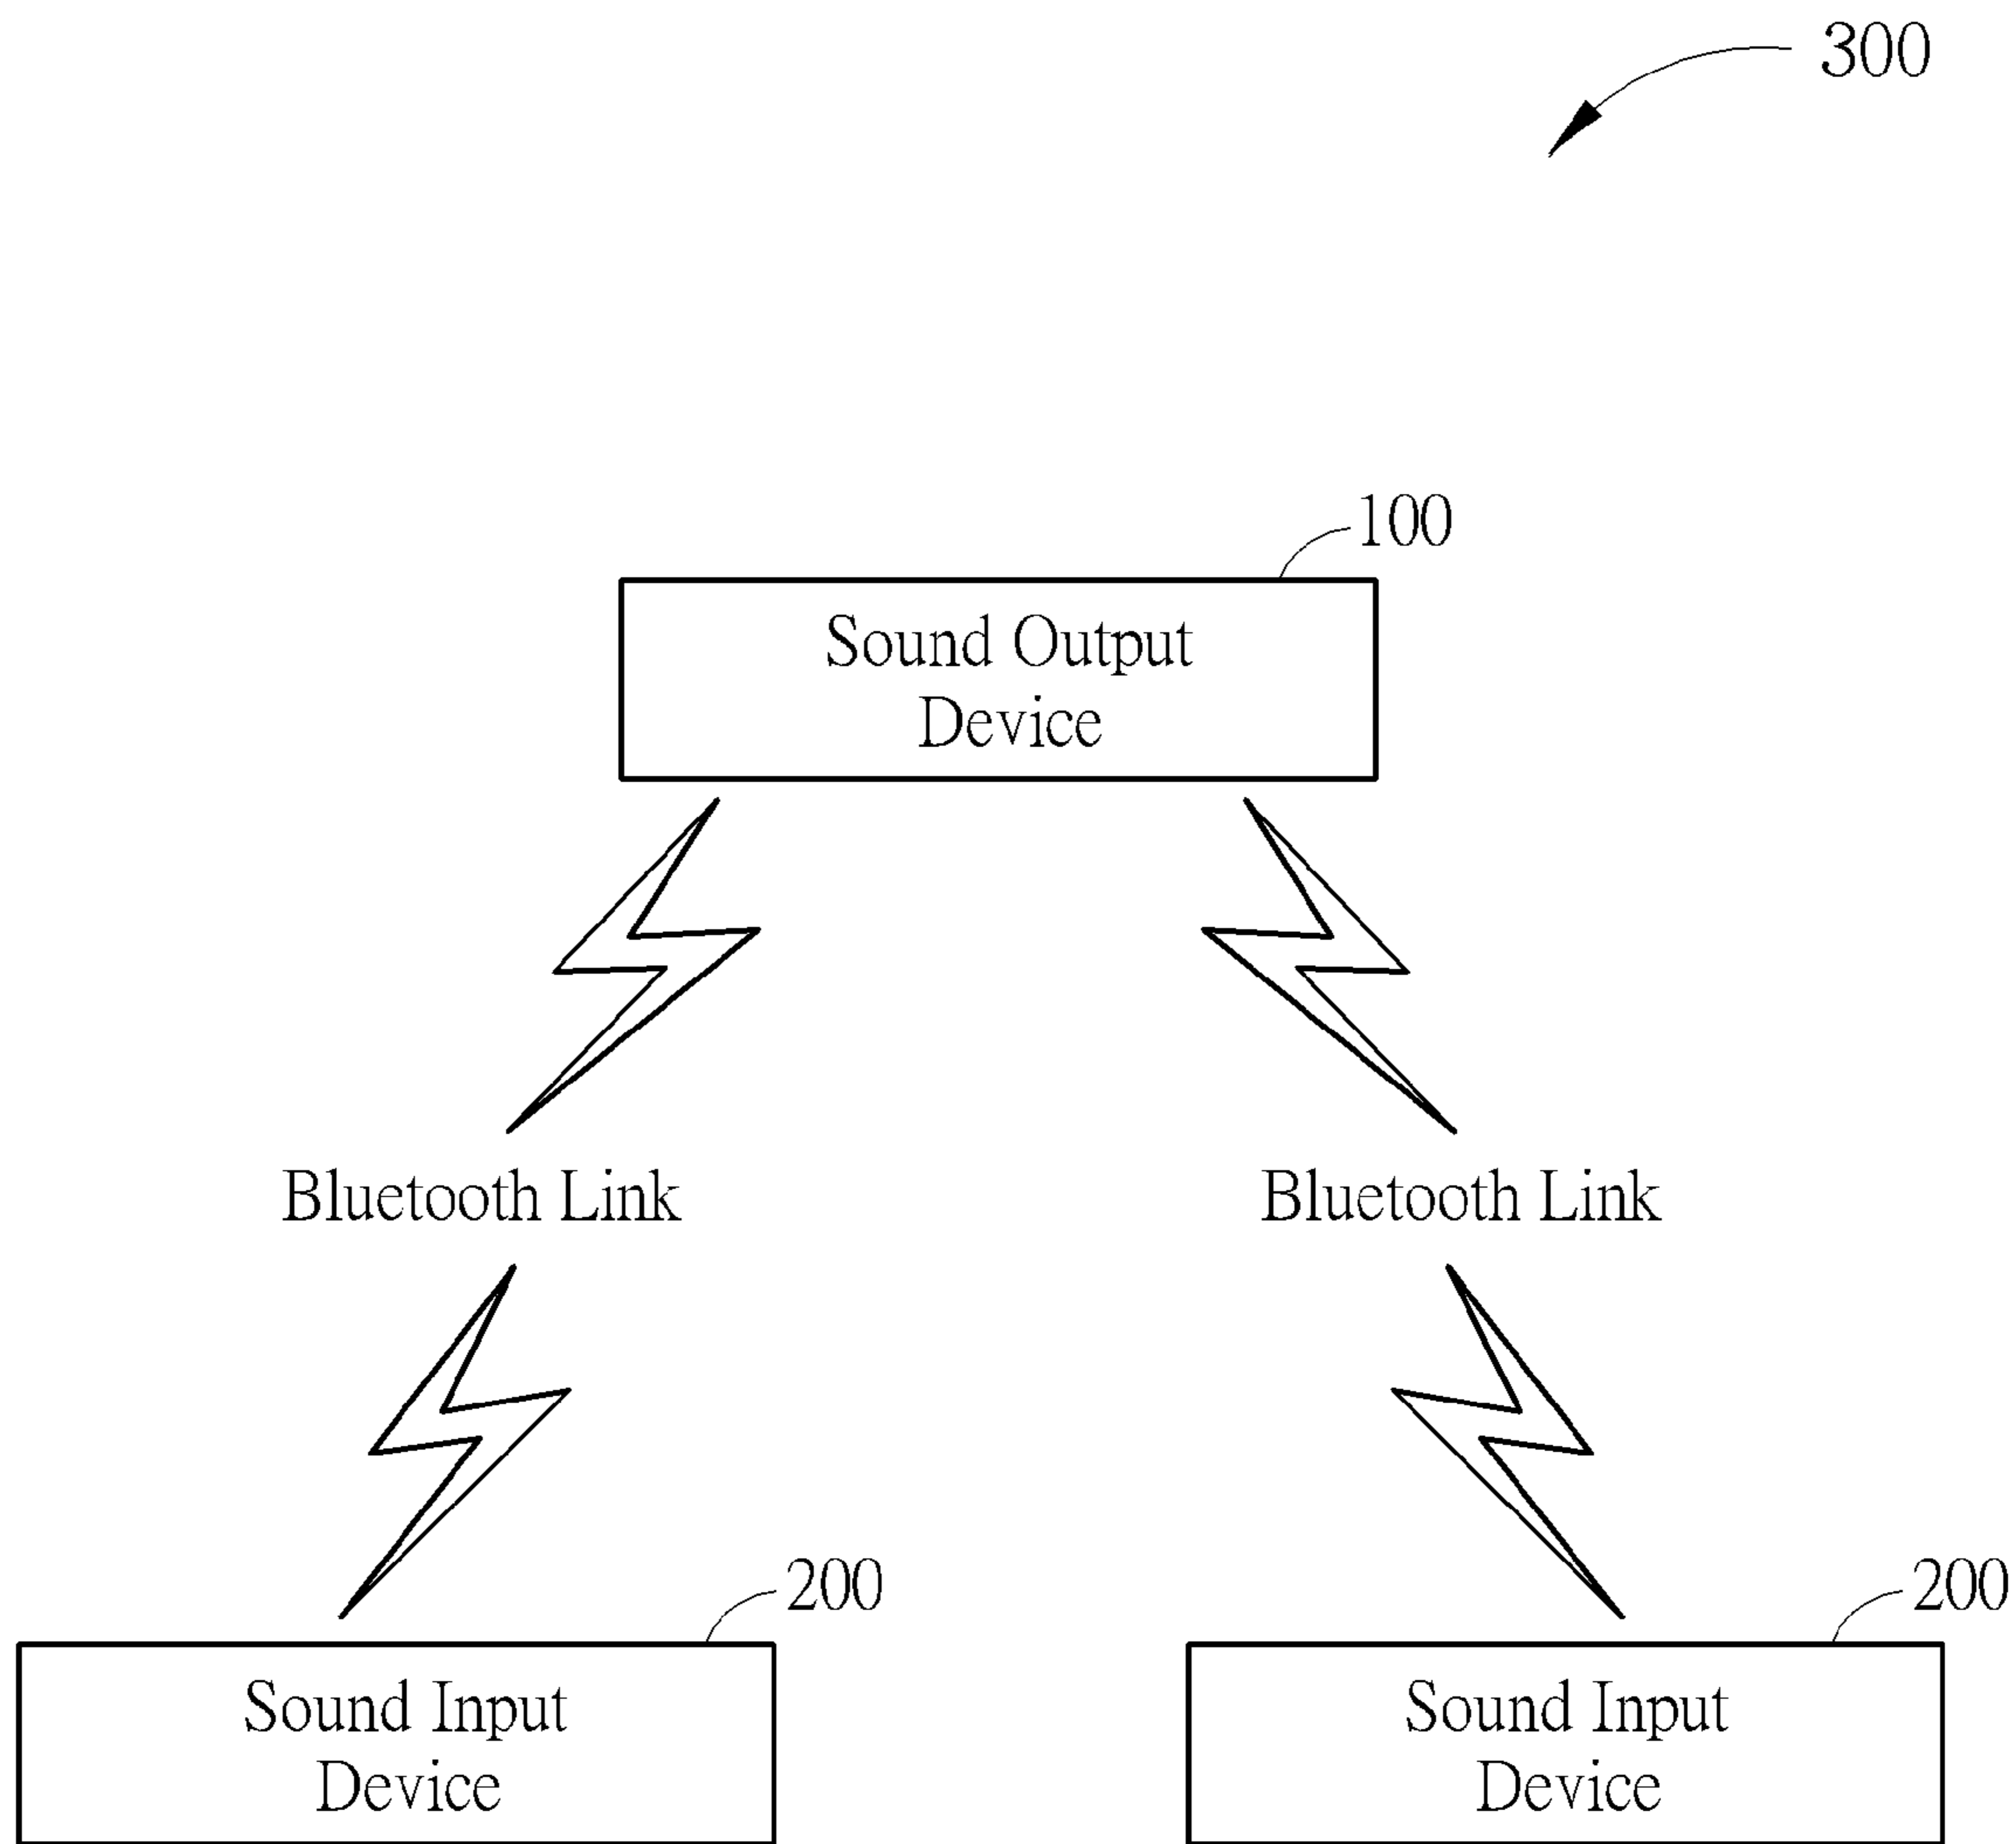 300
100
Sound Output
Device
Bluetooth Link
Bluetooth Link
200
200
Sound Input
Device
Sound Input
Device